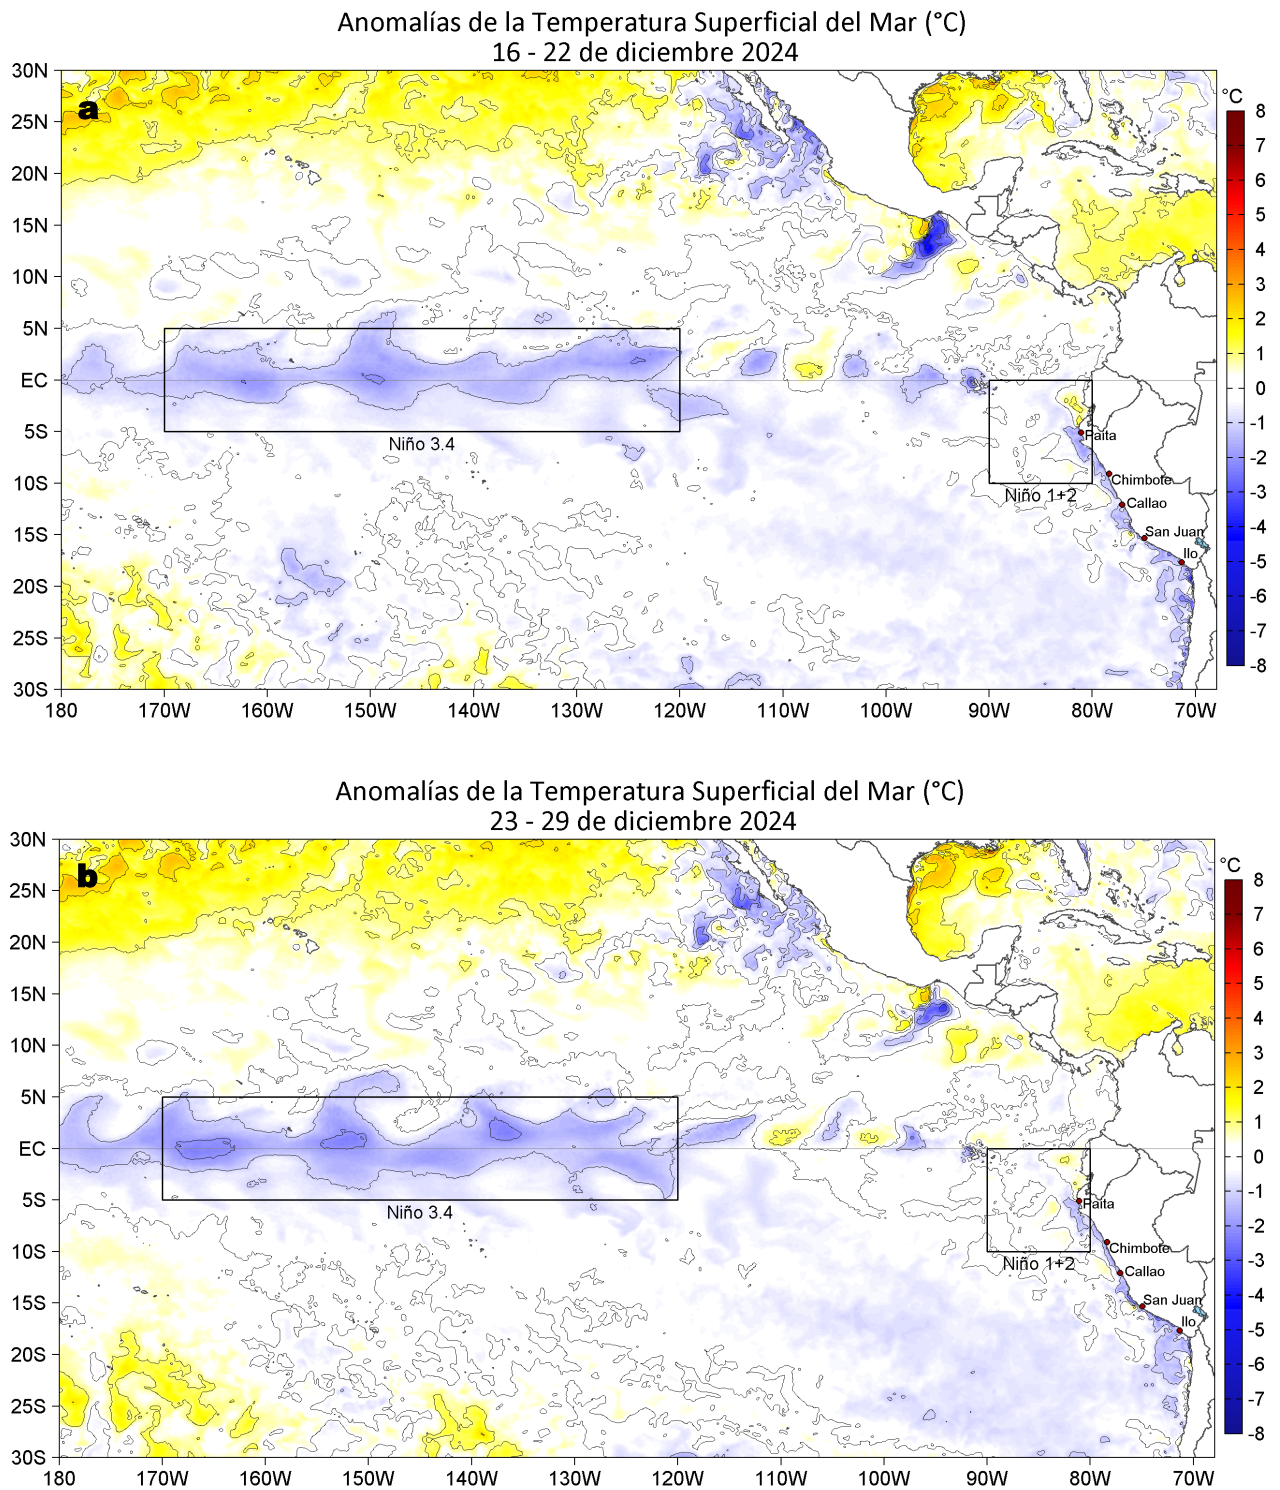 Anomalías de la Temperatura Superficial del Mar (°C)
16 - 22 de diciembre 2024
30N
25N
20N
15N
10N
5N
EC
5S
10S
15S
20S
25S
30S
a
Niño 3.4
Niño 1+2
Paita
Chimbote
Callao
San Juan
Ilo
180 170W 160W 150W 140W 130W 120W 110W 100W 90W 80W 70W
°C
8
7
6
5
4
3
2
1
0
-1
-2
-3
-4
-5
-6
-7
-8
Anomalías de la Temperatura Superficial del Mar (°C)
23 - 29 de diciembre 2024
30N
25N
20N
15N
10N
5N
EC
5S
10S
15S
20S
25S
30S
b
Niño 3.4
Niño 1+2
Paita
Chimbote
Callao
San Juan
Ilo
180 170W 160W 150W 140W 130W 120W 110W 100W 90W 80W 70W
°C
8
7
6
5
4
3
2
1
0
-1
-2
-3
-4
-5
-6
-7
-8